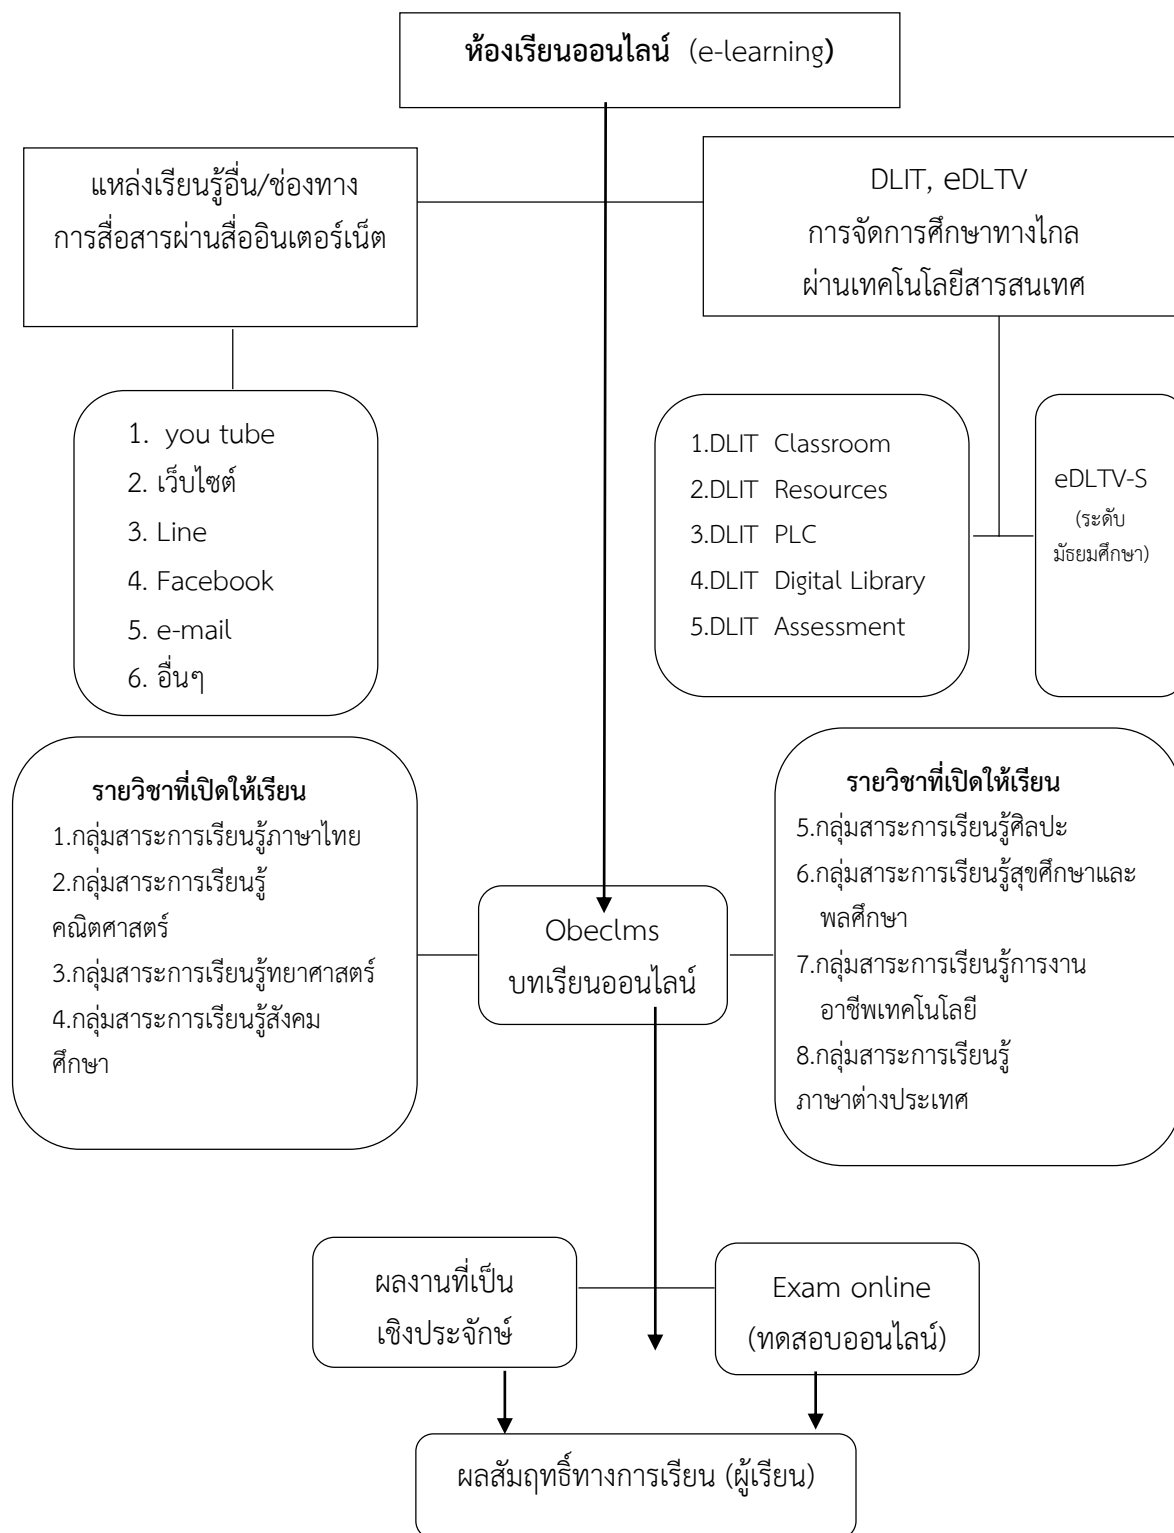 ห้องเรียนออนไลน์ (e-learning)
แหล่งเรียนรู้อื่น/ช่องทาง
การสื่อสารผ่านสื่ออินเตอร์เน็ต
DLIT, eDLTV
การจัดการศึกษาทางไกล
ผ่านเทคโนโลยีสารสนเทศ
1. you tube
2. เว็บไซต์
3. Line
4. Facebook
5. e-mail
6. อื่นๆ
1.DLIT Classroom
2.DLIT Resources
3.DLIT PLC
4.DLIT Digital Library
5.DLIT Assessment
eDLTV-S
(ระดับ
มัธยมศึกษา)
รายวิชาที่เปิดให้เรียน
1.กลุ่มสาระการเรียนรู้ภาษาไทย
2.กลุ่มสาระการเรียนรู้
คณิตศาสตร์
3.กลุ่มสาระการเรียนรู้ทยาศาสตร์
4.กลุ่มสาระการเรียนรู้สังคม
ศึกษา
Obeclms
บทเรียนออนไลน์
รายวิชาที่เปิดให้เรียน
5.กลุ่มสาระการเรียนรู้ศิลปะ
6.กลุ่มสาระการเรียนรู้สุขศึกษาและ
พลศึกษา
7.กลุ่มสาระการเรียนรู้การงาน
อาชีพเทคโนโลยี
8.กลุ่มสาระการเรียนรู้
ภาษาต่างประเทศ
ผลงานที่เป็น
เชิงประจักษ์
Exam online
(ทดสอบออนไลน์)
ผลสัมฤทธิ์ทางการเรียน (ผู้เรียน)